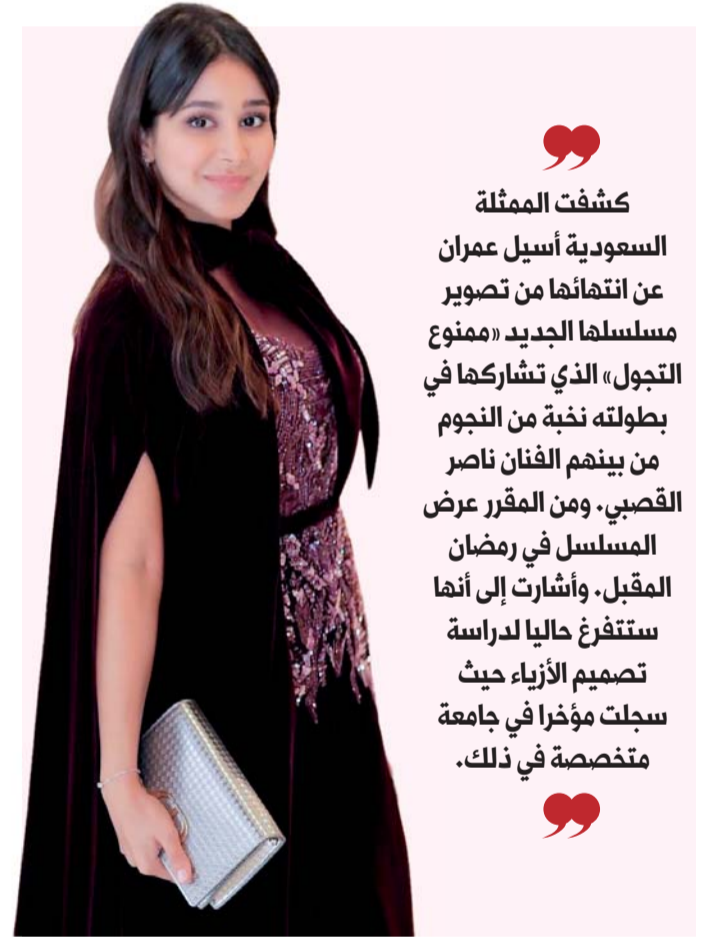 كشفت الممثلة
السعودية أسيل عمران
عن انتهائها من تصوير
مسلسلها الجديد «ممنوع
التجول» الذي تشاركها في
بطولته نخبة من النجوم
من بينهم الفنان ناصر
القصبي. ومن المقرر عرض
المسلسل في رمضان
المقبل. وأشارت إلى أنها
ستتفرغ حاليا لدراسة
تصميم الأزياء حيث
سجلت مؤخرا في جامعة
متخصصة في ذلك.